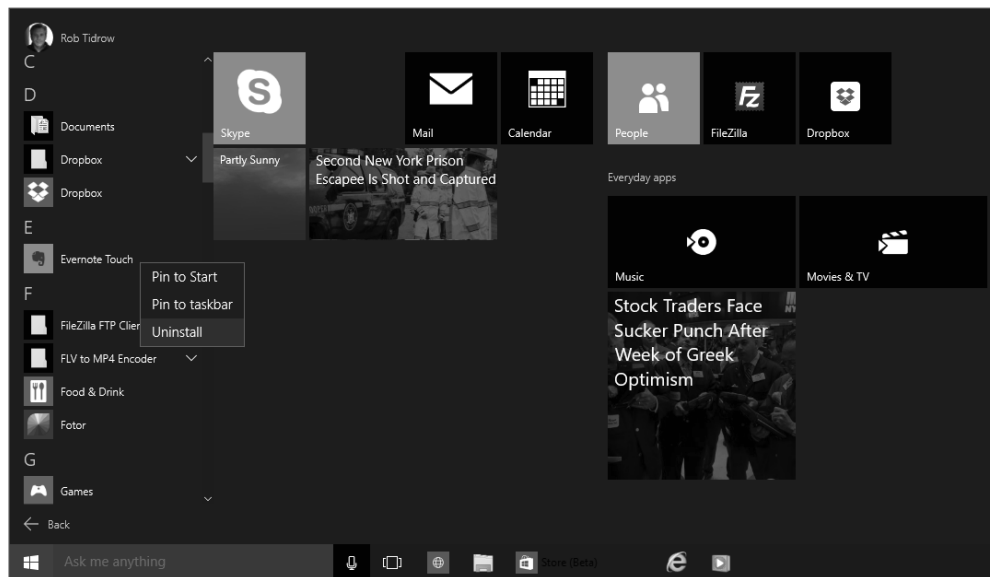 Rob Tidrow
C
D
Documents
Dropbox
Dropbox
E
Evernote Touch
F
FileZilla FTP Clier
FLV to MP4 Encoder
Food & Drink
Fotor
G
Games
Back
Pin to Start
Pin to taskbar
Uninstall
Skype
Mail
Calendar
Partly Sunny
Second New York Prison
Escapee Is Shot and Captured
People
FileZilla
Dropbox
Everyday apps
Music
Movies & TV
Stock Traders Face
Sucker Punch After
Week of Greek
Optimism
Ask me anything
Store (Beta)